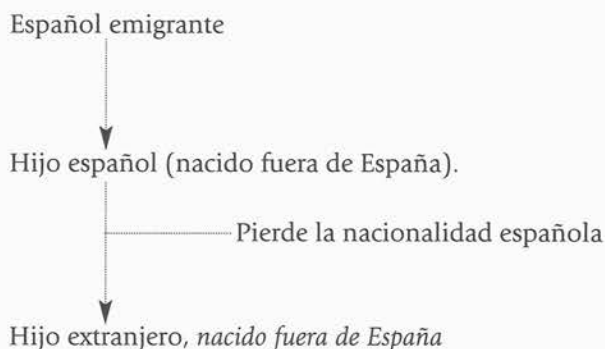 Español emigrante
Hijo español (nacido fuera de España).
Pierde la nacionalidad española
Hijo extranjero, nacido fuera de España